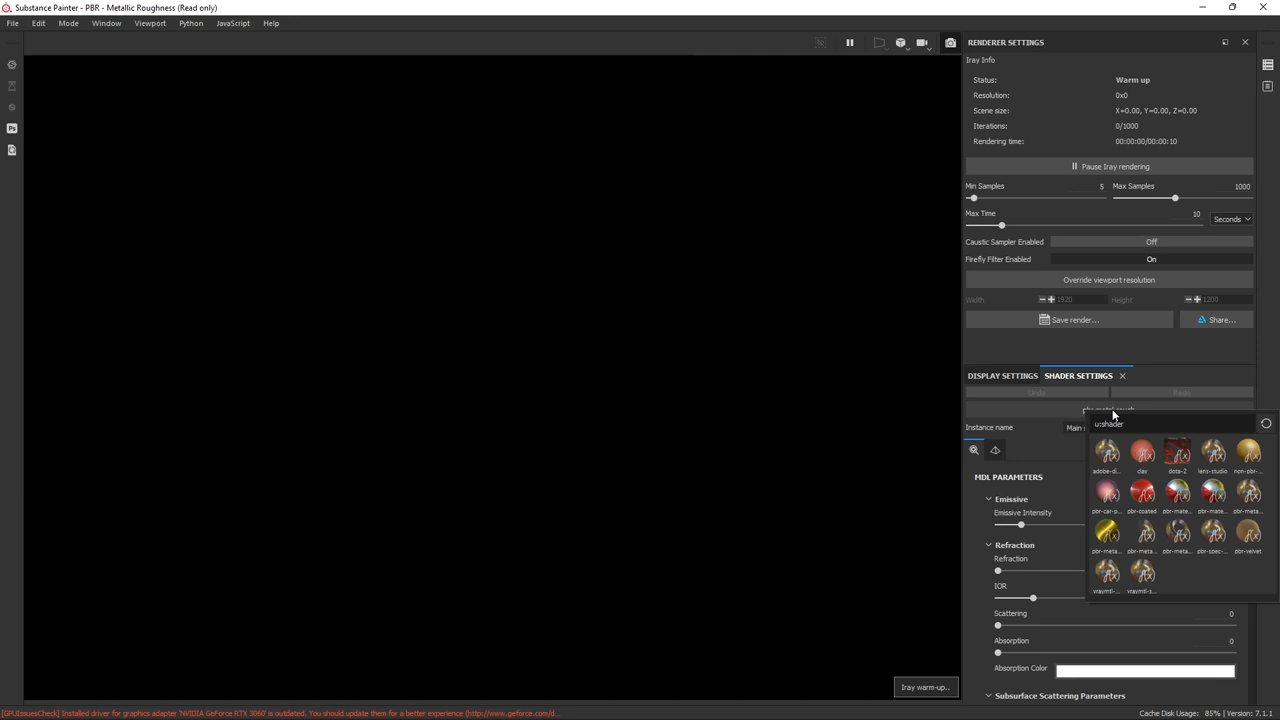 Substance Painter - PBR - Metallic Roughness (Read only)
File Edit Mode Window Viewport Python JavaScript Help
RENDERER SETTINGS
Iray Info
Status: Warm up
Resolution: 0x0
Scene size: X=0.00, Y=0.00, Z=0.00
Iterations: 0/1000
Rendering time: 00:00:00/00:00:10
Pause Iray rendering
Min Samples 5 Max Samples 1000
Max Time 10 Seconds
Caustic Sampler Enabled Off
Firefly Filter Enabled On
Override viewport resolution
Width 1920 Height 1200
Save render... Share...
DISPLAY SETTINGS SHADER SETTINGS
Undo Redo
Instance name Main
u:shader
adobe-di... clay dota-2 lens-studio non-pbr-...
pbr-car-p... pbr-coated pbr-mate... pbr-mate... pbr-meta...
pbr-meta... pbr-meta... pbr-meta... pbr-spec-... pbr-velvet
vraymtl-... vraymtl-s...
MDL PARAMETERS
Emissive
Emissive Intensity
Refraction
Refraction
IOR
Scattering 0
Absorption 0
Absorption Color
Subsurface Scattering Parameters
Iray warm-up...
Ps
[GPUIssuesCheck] Installed driver for graphics adapter 'NVIDIA GeForce RTX 3060' is outdated. You should update them for a better experience (http://www.geforce.com/d...
Cache Disk Usage: 85% | Version: 7.1.1